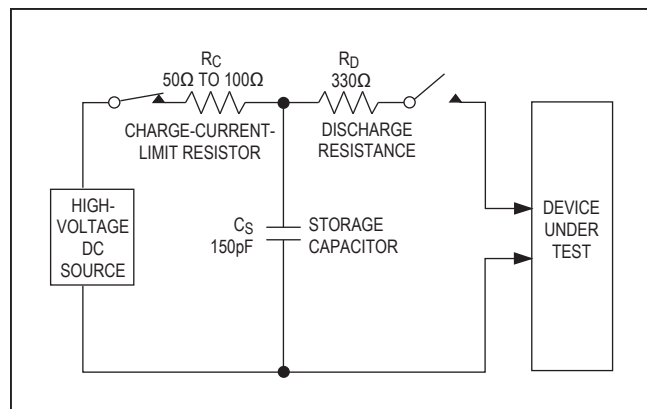 RC
50Ω TO 100Ω
CHARGE-CURRENT-
LIMIT RESISTOR
RD
330Ω
DISCHARGE
RESISTANCE
HIGH-
VOLTAGE
DC
SOURCE
CS
150pF
STORAGE
CAPACITOR
DEVICE
UNDER
TEST